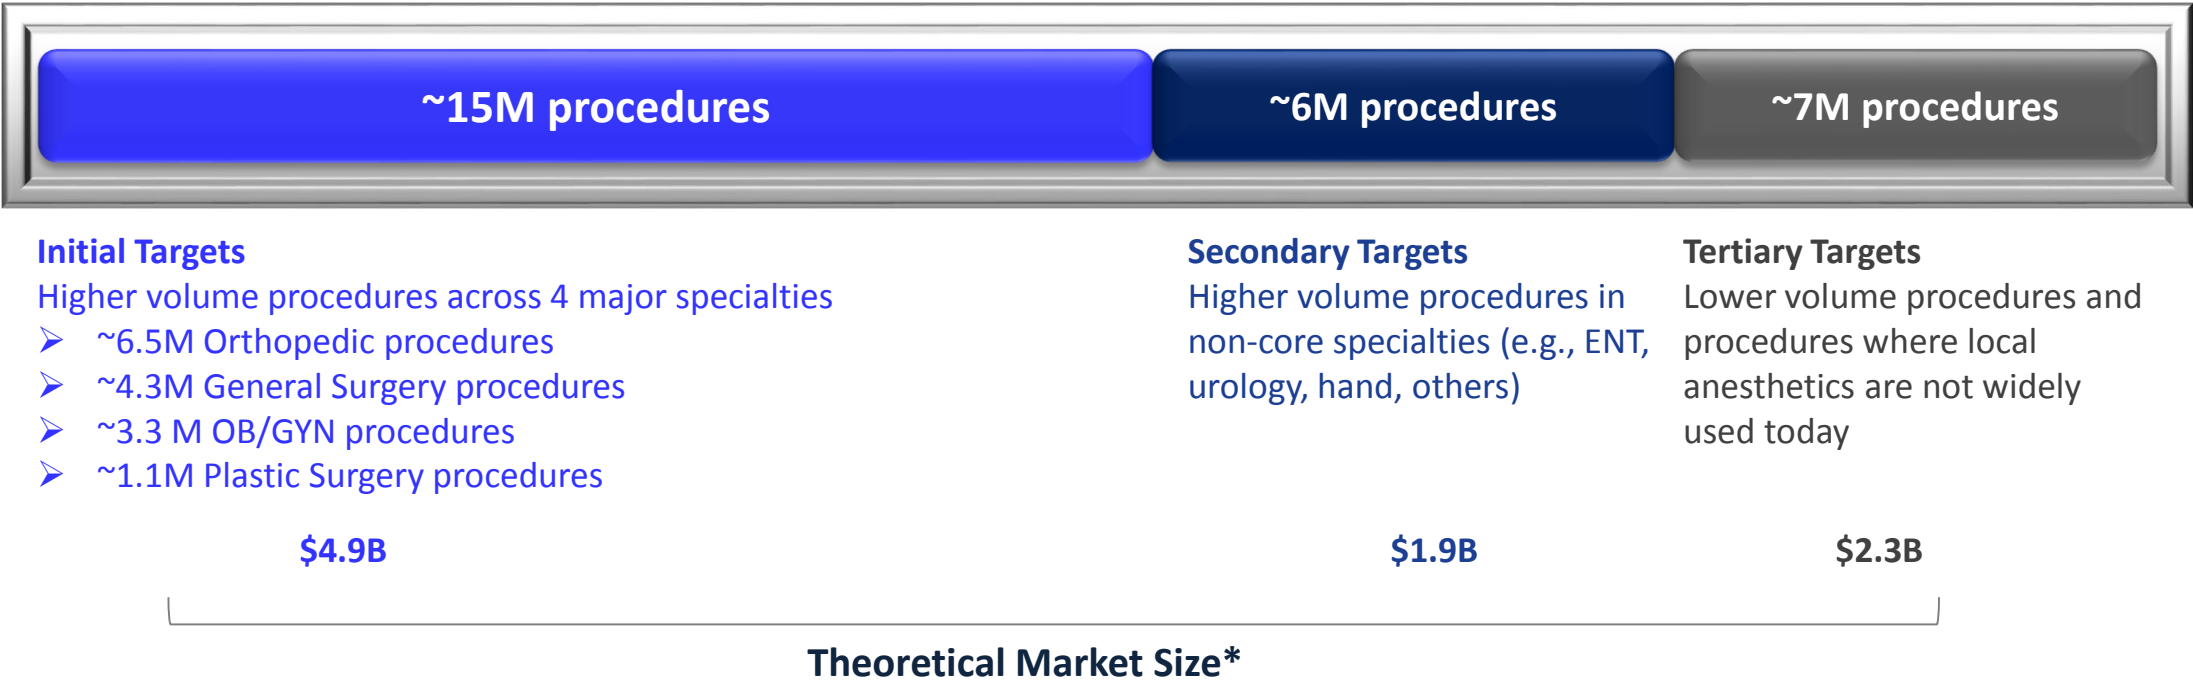 ~15M procedures
~6M procedures
~7M procedures
Initial Targets
Higher volume procedures across 4 major specialties
➢ ~6.5M Orthopedic procedures
➢ ~4.3M General Surgery procedures
➢ ~3.3 M OB/GYN procedures
➢ ~1.1M Plastic Surgery procedures
$4.9B
Secondary Targets
Higher volume procedures in
non-core specialties (e.g., ENT,
urology, hand, others)
$1.9B
Tertiary Targets
Lower volume procedures and
procedures where local
anesthetics are not widely
used today
$2.3B
Theoretical Market Size*